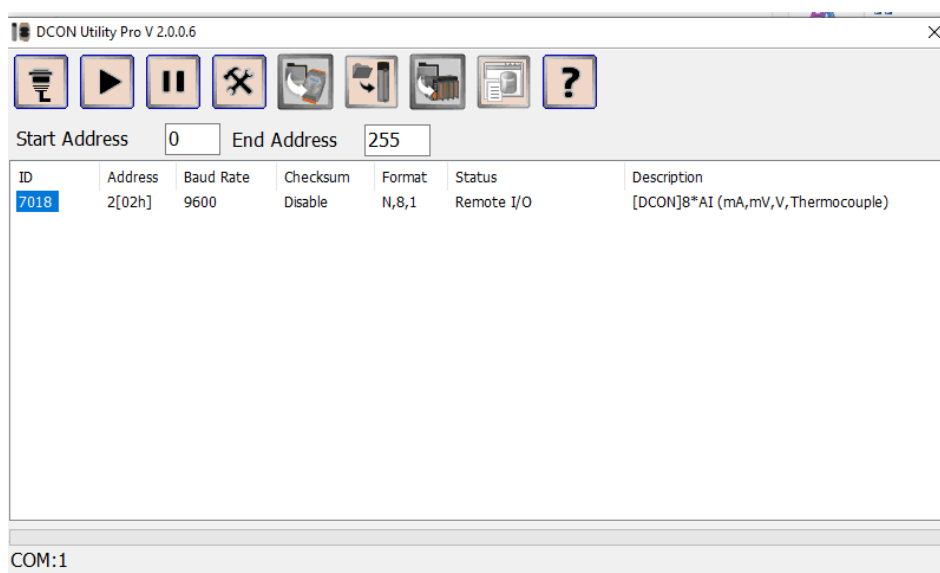 DCON Utility Pro V 2.0.0.6
?
Start Address 0 End Address 255
ID Address Baud Rate Checksum Format Status Description
7018 2[02h] 9600 Disable N,8,1 Remote I/O [DCON]8*AI (mA,mV,V,Thermocouple)
COM:1